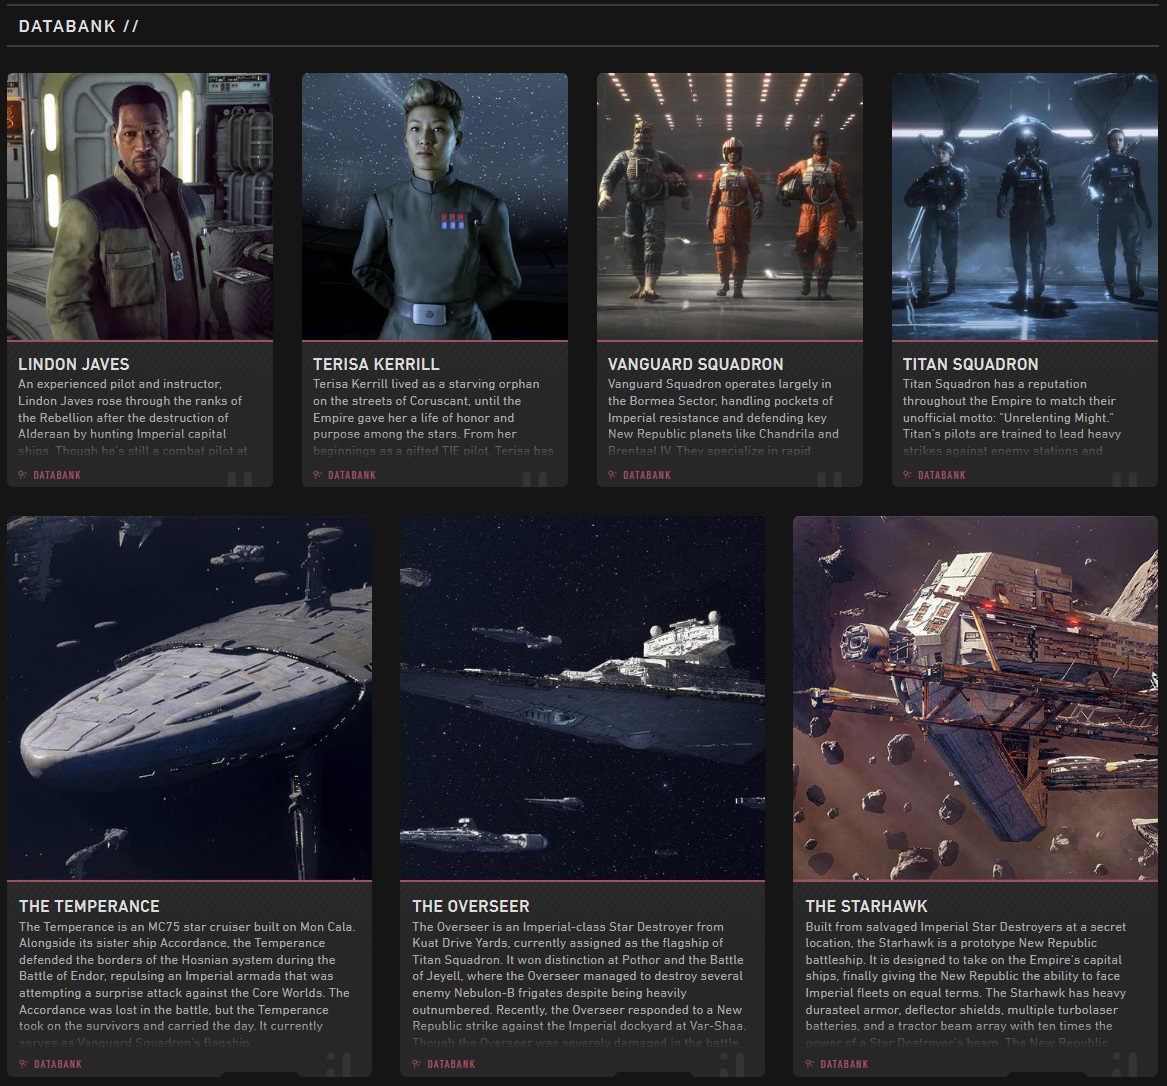 DATABANK //
LINDON JAVES
An experienced pilot and instructor,
Lindon Javes rose through the ranks of
the Rebellion after the destruction of
Alderaan by hunting Imperial capital
ships. Though he's still a combat pilot at
DATABANK
TERISA KERRILL
Terisa Kerrill lived as a starving orphan
on the streets of Coruscant, until the
Empire gave her a life of honor and
purpose among the stars. From her
beginnings as a gifted TIE pilot, Terisa has
DATABANK
VANGUARD SQUADRON
Vanguard Squadron operates largely in
the Bormea Sector, handling pockets of
Imperial resistance and defending key
New Republic planets like Chandrila and
Brentaal IV. They specialize in rapid
DATABANK
TITAN SQUADRON
Titan Squadron has a reputation
throughout the Empire to match their
unofficial motto: "Unrelenting Might."
Titan's pilots are trained to lead heavy
strikes against enemy stations and
DATABANK
THE TEMPERANCE
The Temperance is an MC75 star cruiser built on Mon Cala.
Alongside its sister ship Accordance, the Temperance
defended the borders of the Hosnian system during the
Battle of Endor, repulsing an Imperial armada that was
attempting a surprise attack against the Core Worlds. The
Accordance was lost in the battle, but the Temperance
took on the survivors and carried the day. It currently
serves as Vanguard Squadron's flagship.
DATABANK
THE OVERSEER
The Overseer is an Imperial-class Star Destroyer from
Kuat Drive Yards, currently assigned as the flagship of
Titan Squadron. It won distinction at Pothor and the Battle
of Jeyell, where the Overseer managed to destroy several
enemy Nebulon-B frigates despite being heavily
outnumbered. Recently, the Overseer responded to a New
Republic strike against the Imperial dockyard at Var-Shaa.
Though the Overseer was severely damaged in the battle,
DATABANK
THE STARHAWK
Built from salvaged Imperial Star Destroyers at a secret
location, the Starhawk is a prototype New Republic
battleship. It is designed to take on the Empire's capital
ships, finally giving the New Republic the ability to face
Imperial fleets on equal terms. The Starhawk has heavy
durasteel armor, deflector shields, multiple turbolaser
batteries, and a tractor beam array with ten times the
power of a Star Destroyer's beam. The New Republic
DATABANK